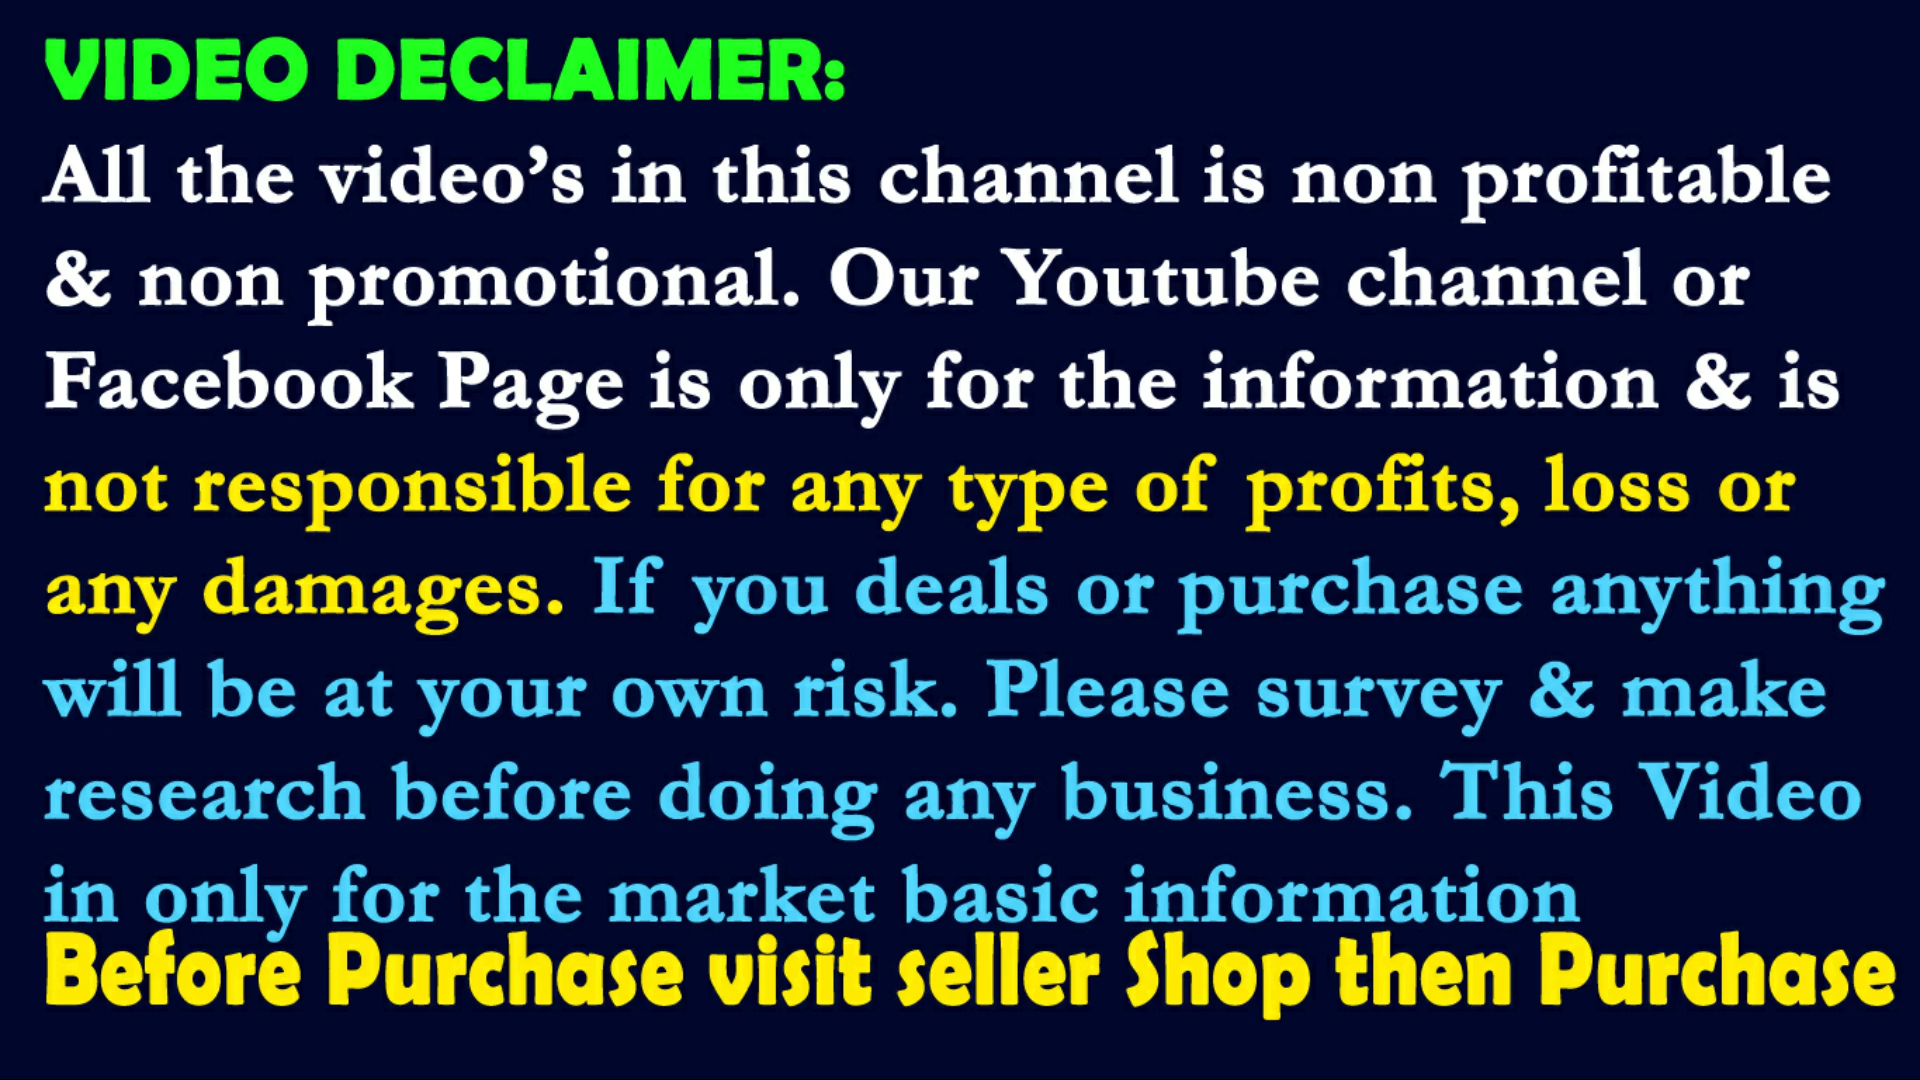 VIDEO DECLAIMER:
All the video's in this channel is non profitable
& non promotional. Our Youtube channel or
Facebook Page is only for the information & is
not responsible for any type of profits, loss or
any damages. If you deals or purchase anything
will be at your own risk. Please survey & make
research before doing any business. This Video
in only for the market basic information
Before Purchase visit seller Shop then Purchase